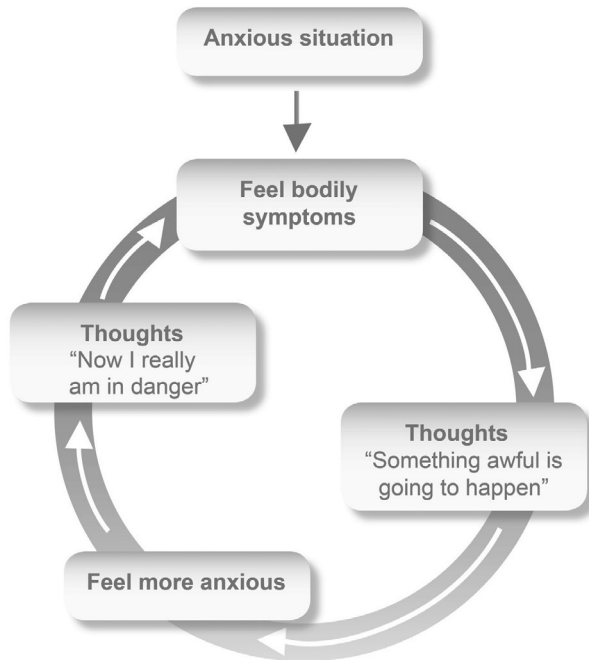 Anxious situation
Feel bodily
symptoms
Thoughts
“Now I really
am in danger”
Thoughts
“Something awful is
going to happen”
Feel more anxious